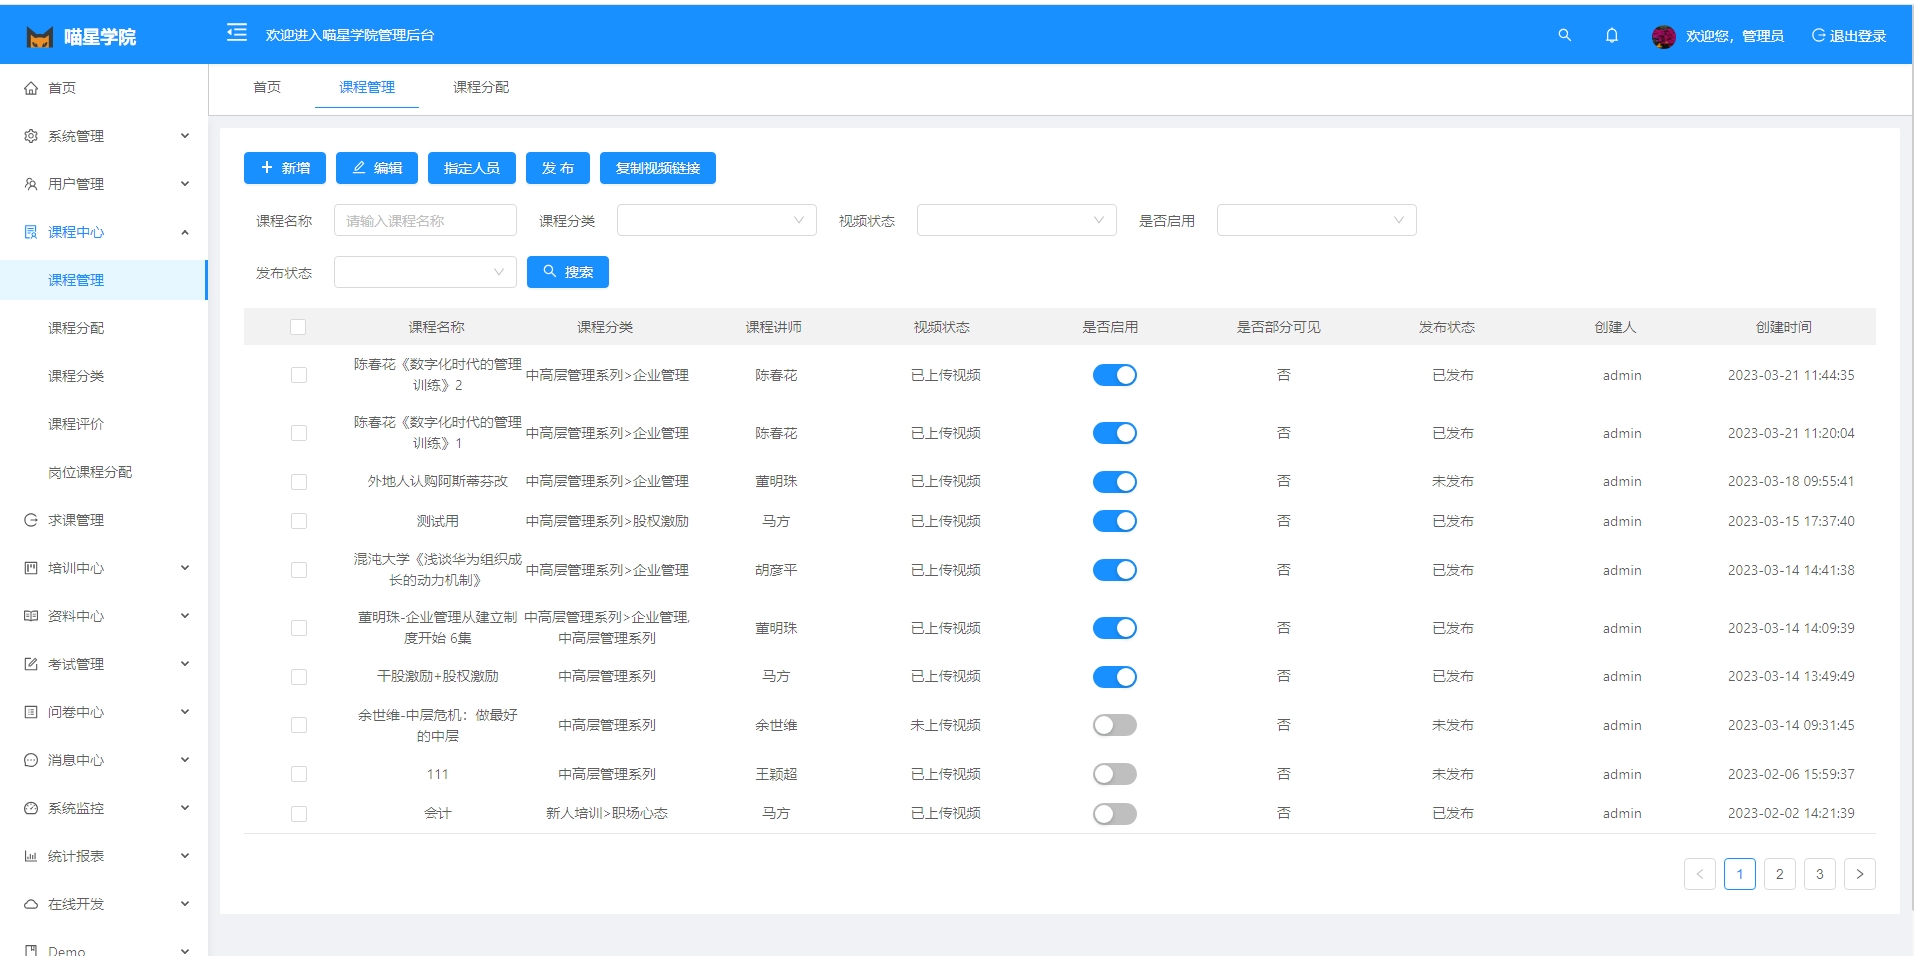 喵星学院
欢迎进入喵星学院管理后台
欢迎您，管理员
退出登录
首页
系统管理
用户管理
课程中心
课程管理
课程分配
课程分类
课程评价
岗位课程分配
求课管理
培训中心
资料中心
考试管理
问卷中心
消息中心
系统监控
统计报表
在线开发
Demo
首页 课程管理 课程分配
新增 编辑 指定人员 发布 复制视频链接
课程名称 请输入课程名称 课程分类 视频状态 是否启用
发布状态 搜索
课程名称 课程分类 课程讲师 视频状态 是否启用 是否部分可见 发布状态 创建人 创建时间
陈春花《数字化时代的管理
训练》2 中高层管理系列>企业管理 陈春花 已上传视频 否 已发布 admin 2023-03-21 11:44:35
陈春花《数字化时代的管理
训练》1 中高层管理系列>企业管理 陈春花 已上传视频 否 已发布 admin 2023-03-21 11:20:04
外地人认购阿斯蒂芬改 中高层管理系列>企业管理 董明珠 已上传视频 否 未发布 admin 2023-03-18 09:55:41
测试用 中高层管理系列>股权激励 马方 已上传视频 否 已发布 admin 2023-03-15 17:37:40
混沌大学《浅谈华为组织成
长的动力机制》 中高层管理系列>企业管理 胡彦平 已上传视频 否 已发布 admin 2023-03-14 14:41:38
董明珠-企业管理从建立制 中高层管理系列>企业管理,
度开始 6集 中高层管理系列 董明珠 已上传视频 否 已发布 admin 2023-03-14 14:09:39
干股激励+股权激励 中高层管理系列 马方 已上传视频 否 已发布 admin 2023-03-14 13:49:49
余世维-中层危机：做最好
的中层 中高层管理系列 余世维 未上传视频 否 未发布 admin 2023-03-14 09:31:45
111 中高层管理系列 王颖超 已上传视频 否 未发布 admin 2023-02-06 15:59:37
会计 新人培训>职场心态 马方 已上传视频 否 已发布 admin 2023-02-02 14:21:39
< 1 2 3 >